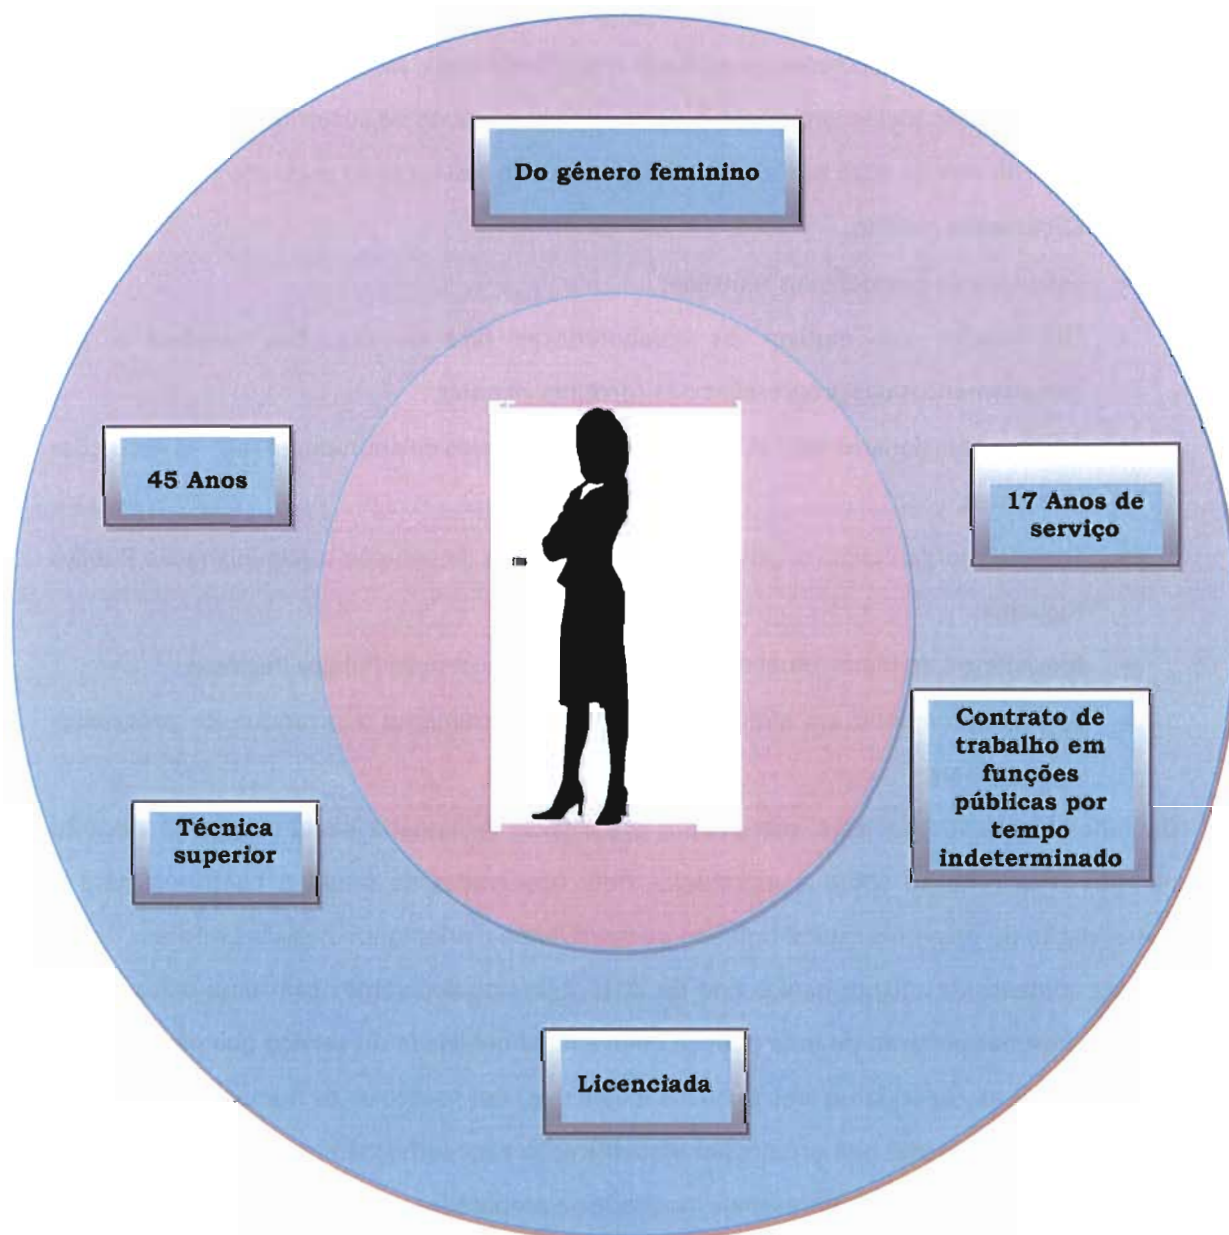 Do género feminino
45 Anos
17 Anos de
serviço
Contrato de
trabalho em
funções
públicas por
tempo
indeterminado
Técnica
superior
Licenciada